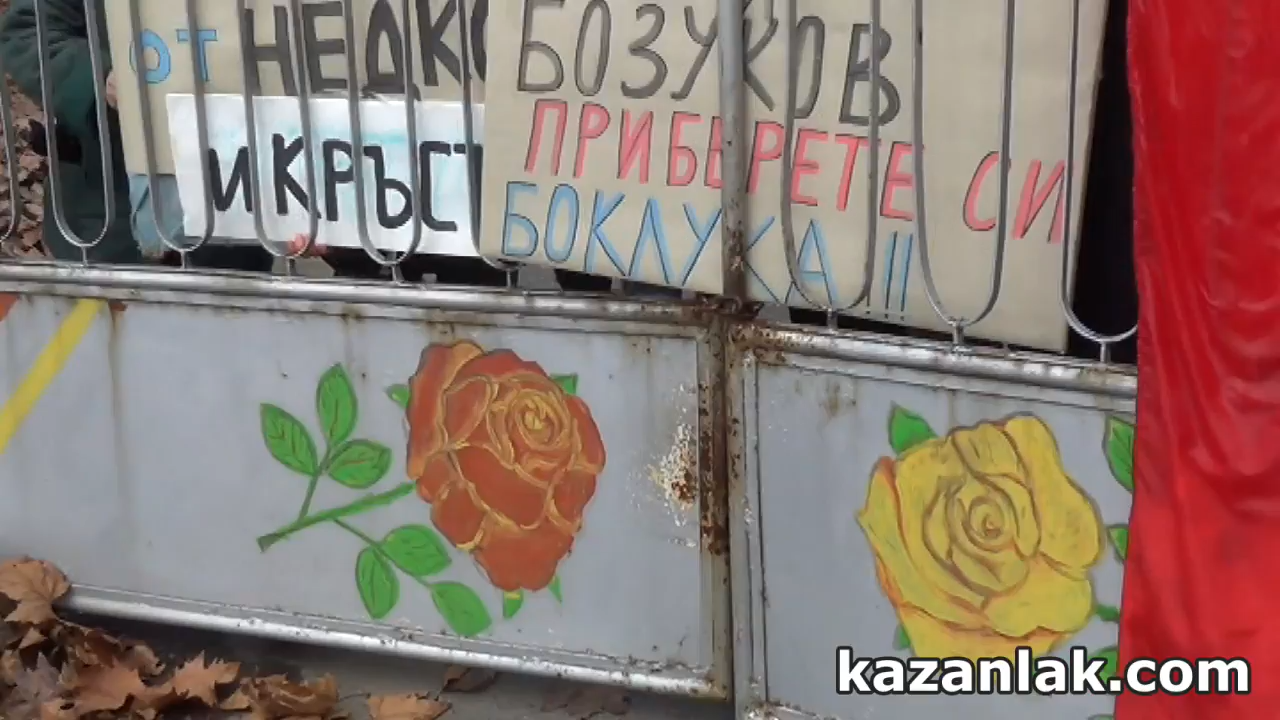 от НЕДКО
И КРЪСТ
БОЗУКОВ
ПРИБЕРЕТЕ СИ
БОКЛУКА !!
kazanlak.com